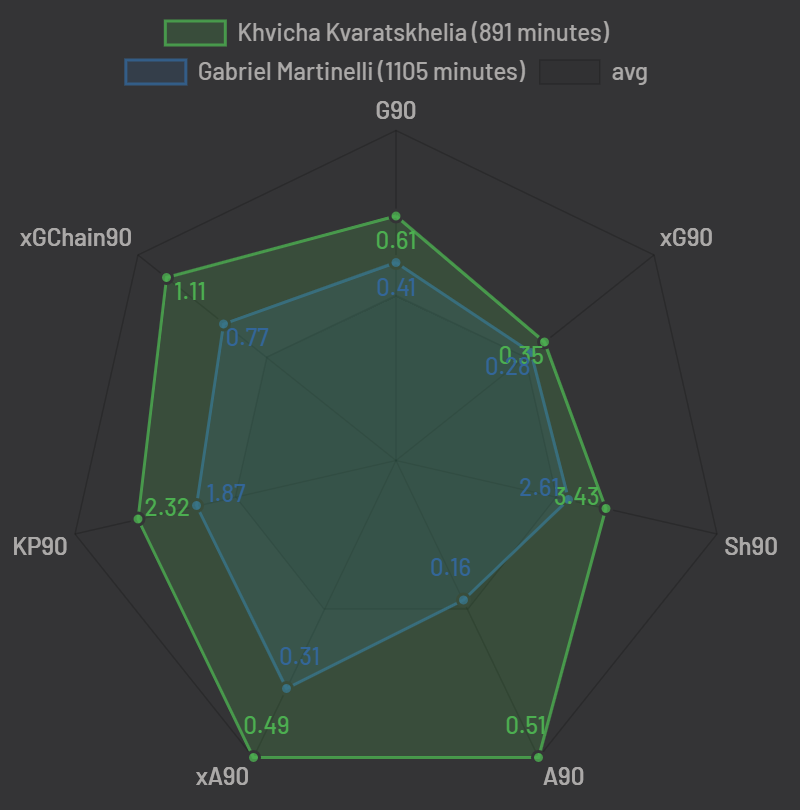 Khvicha Kvaratskhelia (891 minutes)
Gabriel Martinelli (1105 minutes) avg
G90
xGChain90
xG90
0.61
0.41
1.11
0.77
0.35
0.28
2.61
3.43
2.32
1.87
KP90
Sh90
0.16
0.31
0.49
0.51
xA90
A90